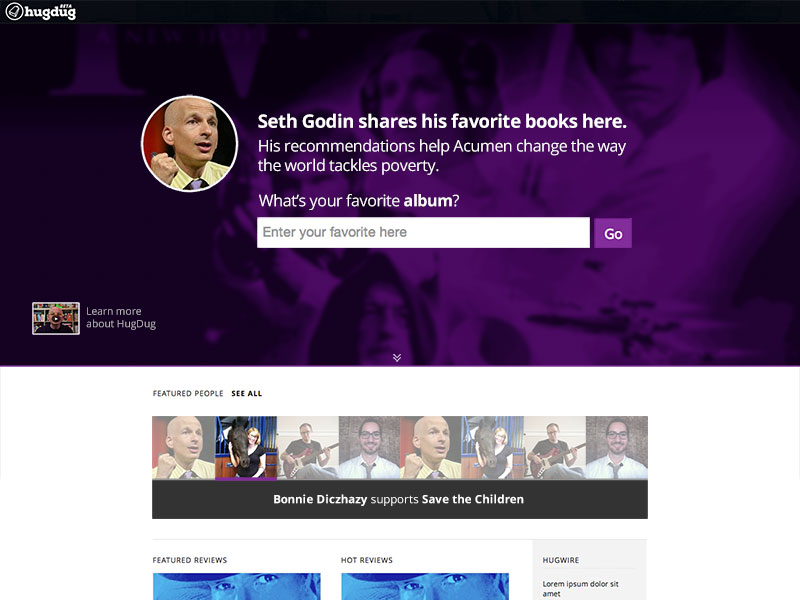 hugdug BETA
A NEW HOPE
Seth Godin shares his favorite books here.
His recommendations help Acumen change the way
the world tackles poverty.
What's your favorite album?
Enter your favorite here
Go
Learn more
about HugDug
FEATURED PEOPLE SEE ALL
Bonnie Diczhazy supports Save the Children
FEATURED REVIEWS
HOT REVIEWS
HUGWIRE
Lorem ipsum dolor sit
amet